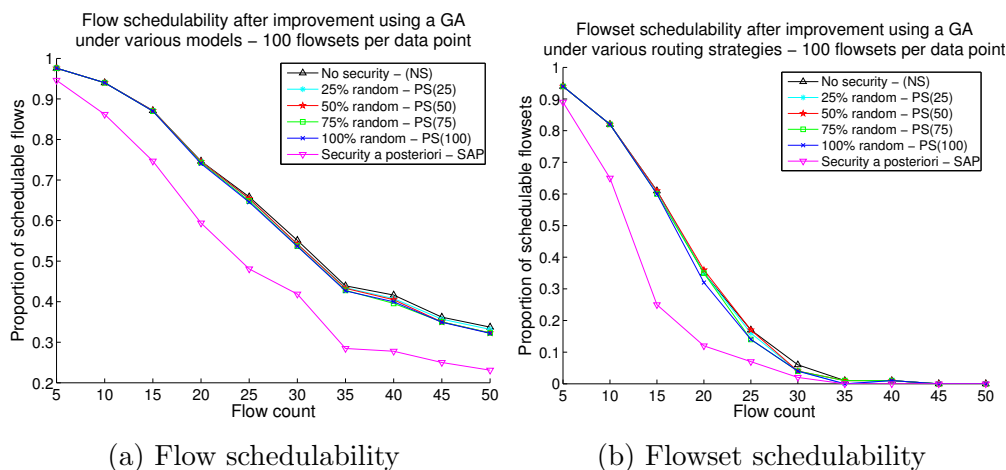 Flow schedulability after improvement using a GA
under various models – 100 flowsets per data point
1
0.9
0.8
0.7
0.6
0.5
0.4
0.3
0.2
Proportion of schedulable flows
No security – (NS)
25% random – PS(25)
50% random – PS(50)
75% random – PS(75)
100% random – PS(100)
Security a posteriori – SAP
5 10 15 20 25 30 35 40 45 50
Flow count
(a) Flow schedulability
Flowset schedulability after improvement using a GA
under various routing strategies – 100 flowsets per data point
1
0.9
0.8
0.7
0.6
0.5
0.4
0.3
0.2
0.1
0
Proportion of schedulable flowsets
No security – (NS)
25% random – PS(25)
50% random – PS(50)
75% random – PS(75)
100% random – PS(100)
Security a posteriori – SAP
5 10 15 20 25 30 35 40 45 50
Flow count
(b) Flowset schedulability